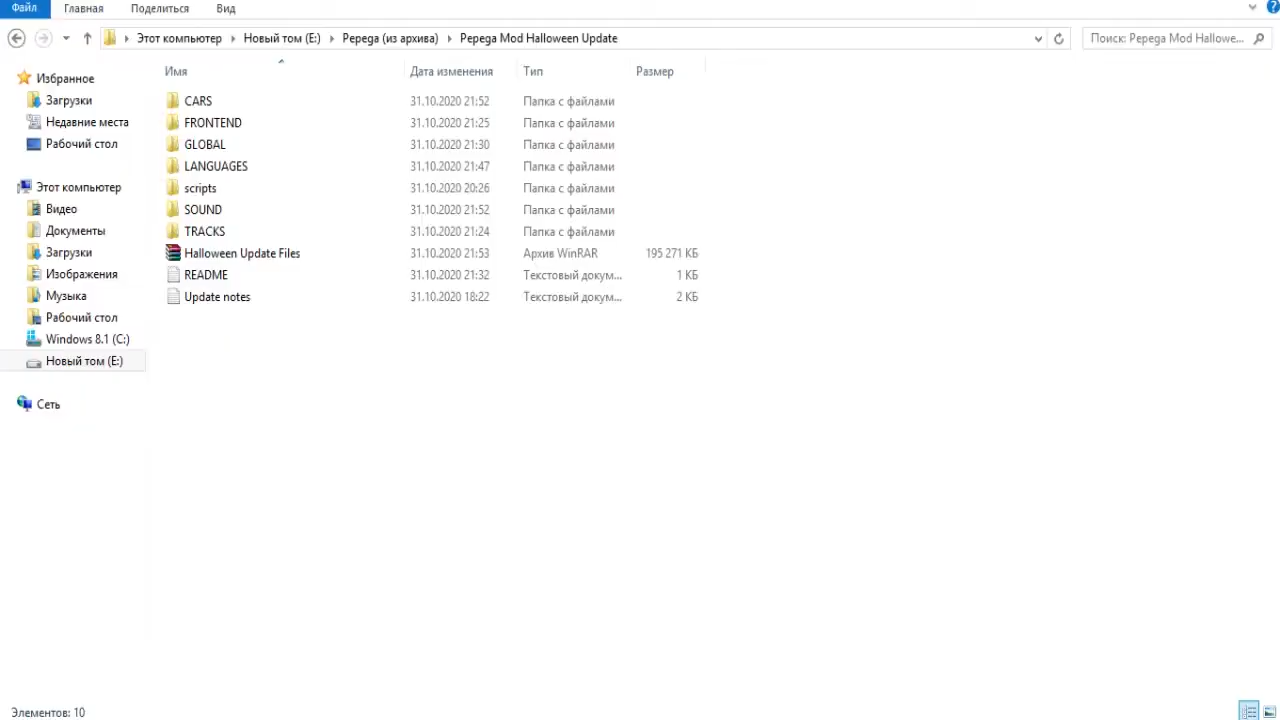 Файл Главная Поделиться Вид
Этот компьютер Новый том (E:) Pepega (из архива) Pepega Mod Halloween Update Поиск: Pepega Mod Hallowe...
Имя Дата изменения Тип Размер
Избранное
Загрузки
Недавние места
Рабочий стол
Этот компьютер
Видео
Документы
Загрузки
Изображения
Музыка
Рабочий стол
Windows 8.1 (C:)
Новый том (E:)
Сеть
CARS 31.10.2020 21:52 Папка с файлами
FRONTEND 31.10.2020 21:25 Папка с файлами
GLOBAL 31.10.2020 21:30 Папка с файлами
LANGUAGES 31.10.2020 21:47 Папка с файлами
scripts 31.10.2020 20:26 Папка с файлами
SOUND 31.10.2020 21:52 Папка с файлами
TRACKS 31.10.2020 21:24 Папка с файлами
Halloween Update Files 31.10.2020 21:53 Архив WinRAR 195 271 КБ
README 31.10.2020 21:32 Текстовый докум... 1 КБ
Update notes 31.10.2020 18:22 Текстовый докум... 2 КБ
Элементов: 10